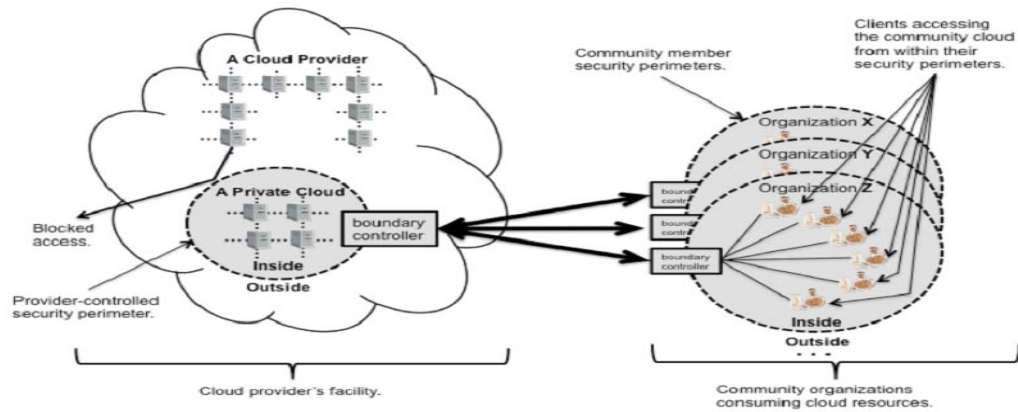 A Cloud Provider
A Private Cloud
boundary
controller
Inside
Outside
Blocked
access.
Provider-controlled
security perimeter.
Cloud provider's facility.
Community member
security perimeters.
Clients accessing
the community cloud
from within their
security perimeters.
Organization X
Organization Y
Organization Z
boundary
controller
Inside
Outside
Community organizations
consuming cloud resources.